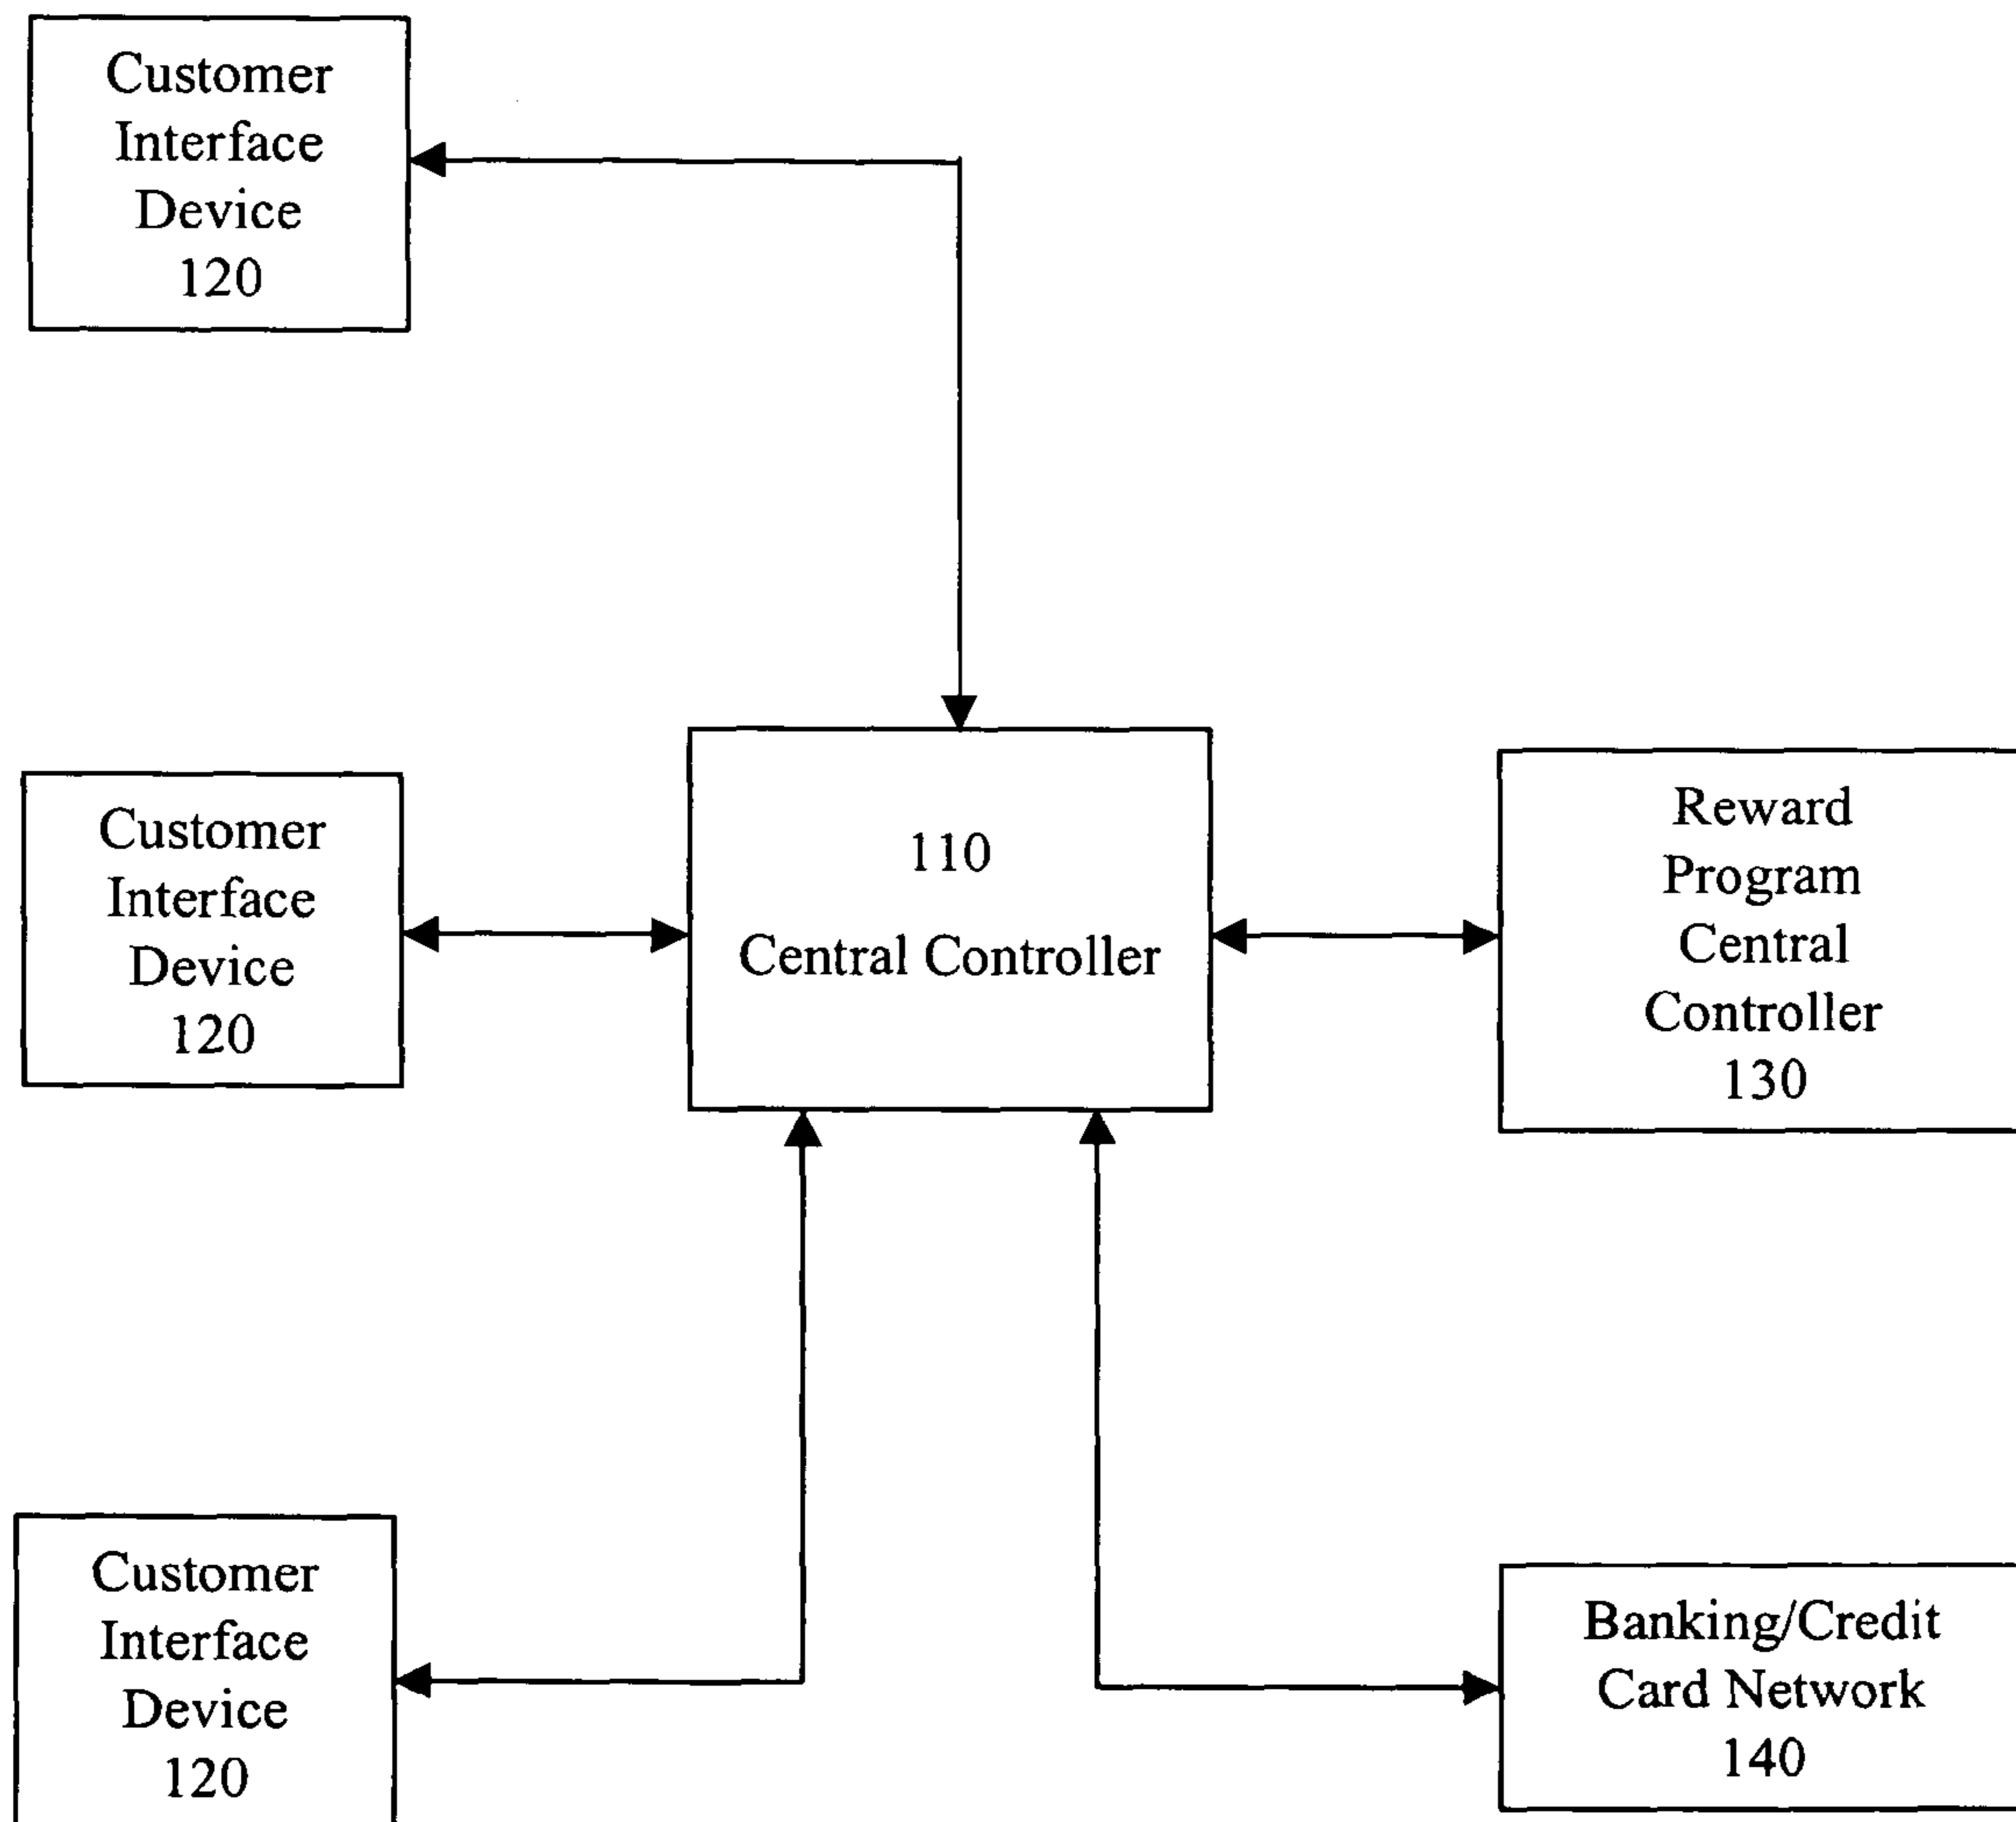 Customer
Interface
Device
120
Customer
Interface
Device
120
110
Central Controller
Reward
Program
Central
Controller
130
Customer
Interface
Device
120
Banking/Credit
Card Network
140